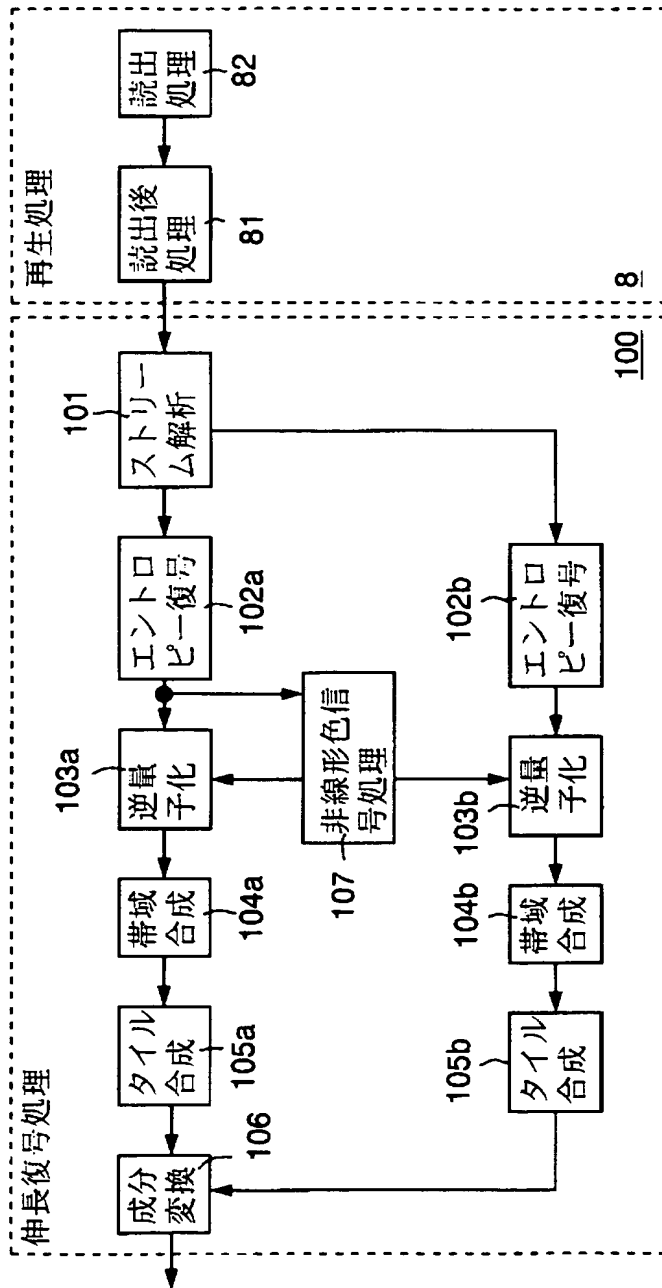 再生処理
読出
処理
82
読出後
処理
81
8
伸長復号処理
100
101
ストリー
ム解析
エントロ
ピー復号
102a
102b
エントロ
ピー復号
103a
逆量
子化
非線形色信
号処理
107
103b
逆量
子化
帯域
合成
104a
104b
帯域
合成
タイル
合成
105a
105b
タイル
合成
成分
変換
106